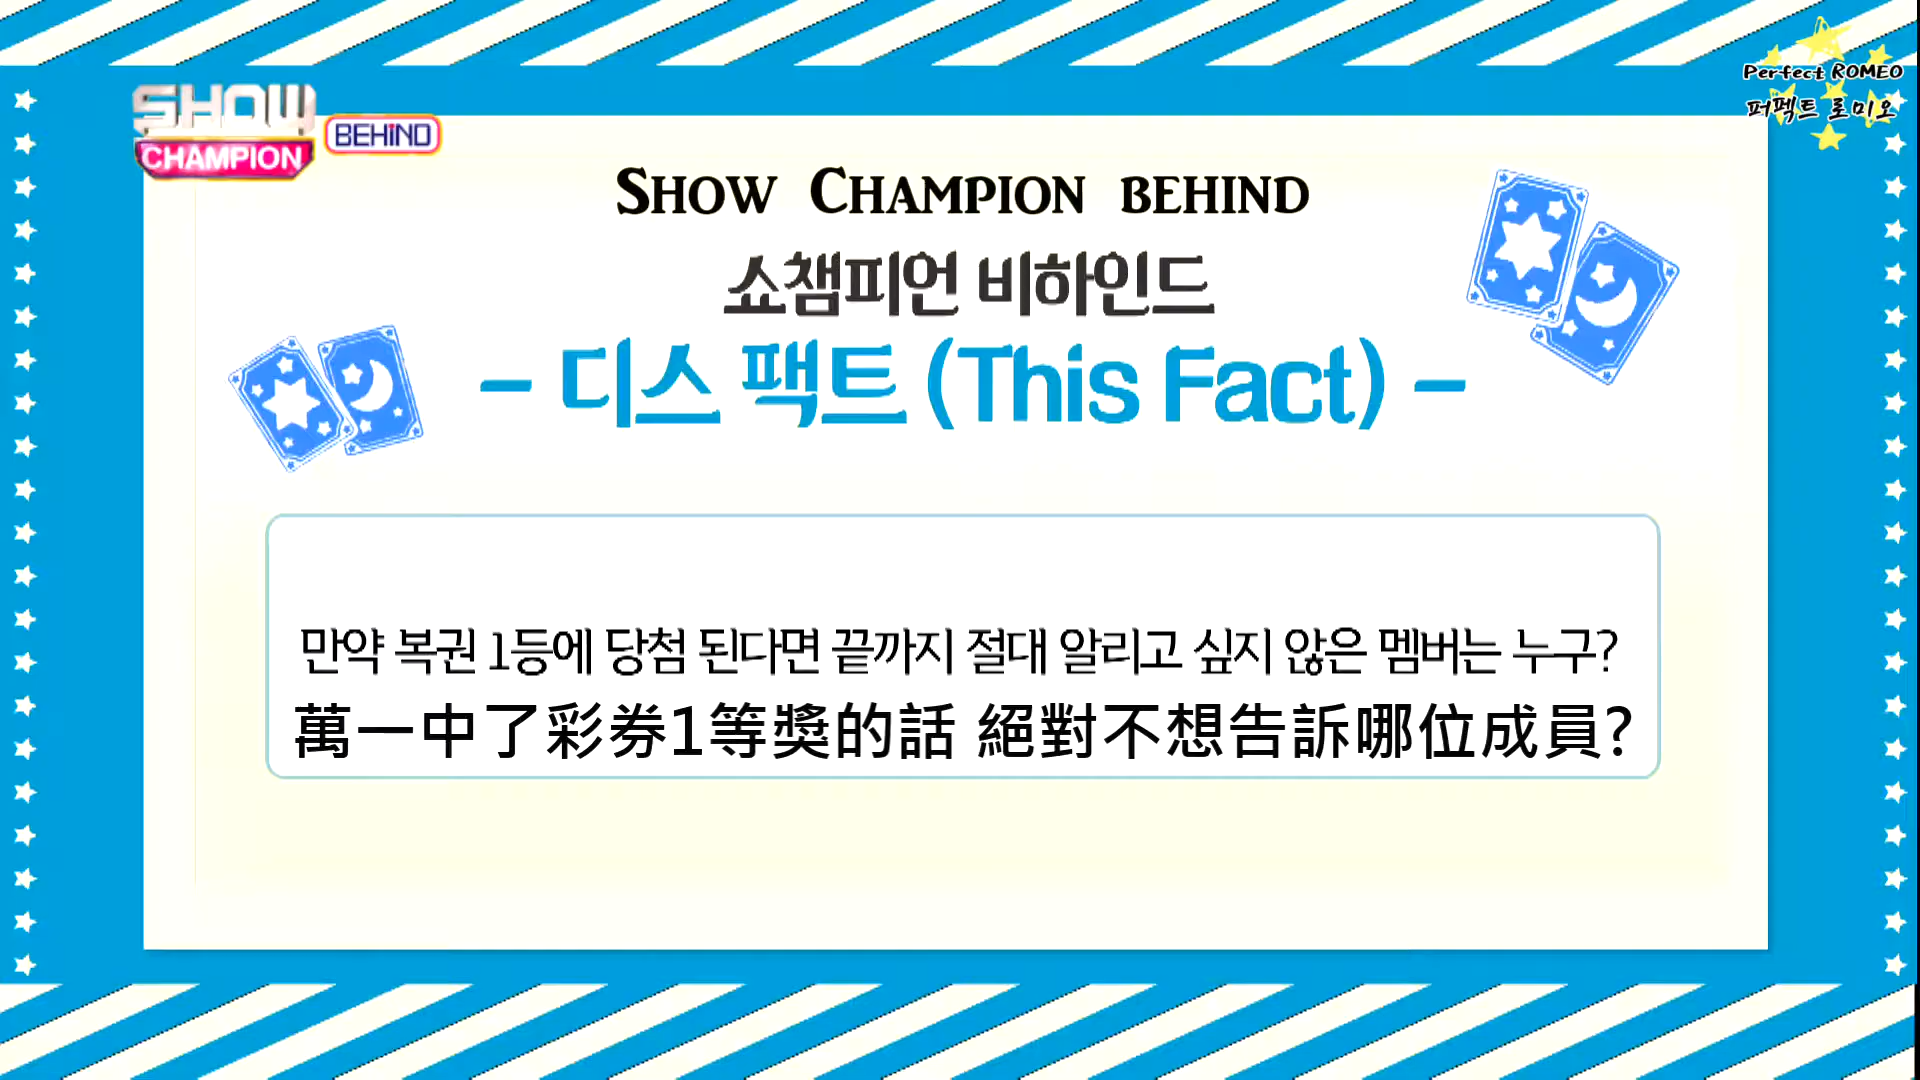 SHOW
CHAMPION
BEHIND
Perfect ROMEO
퍼펙트 로미오
SHOW CHAMPION BEHIND
쇼챔피언 비하인드
- 디스 팩트 (This Fact) -
만약 복권 1등에 당첨 된다면 끝까지 절대 알리고 싶지 않은 멤버는 누구?
萬一中了彩券1等獎的話 絕對不想告訴哪位成員?